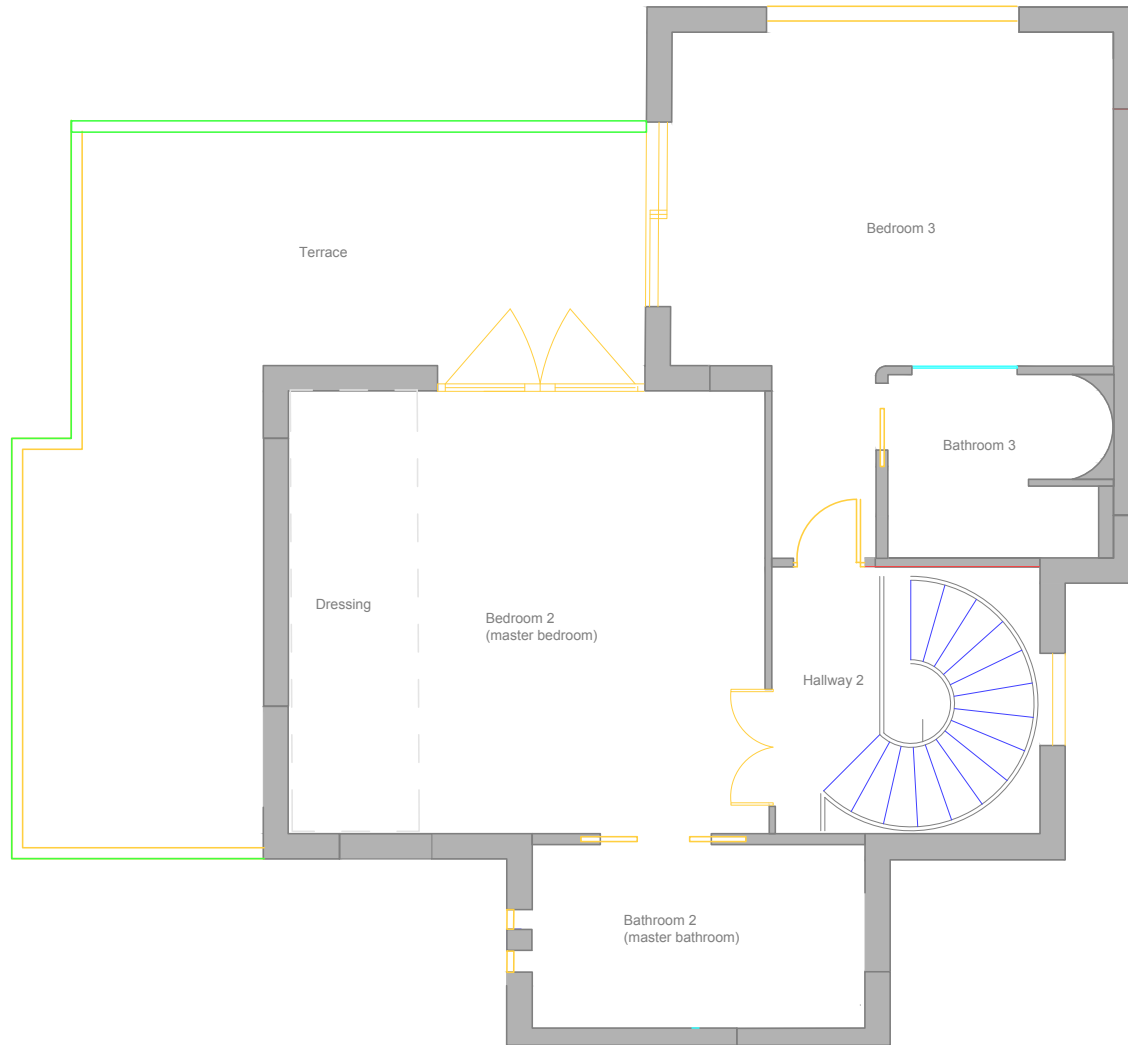 Bedroom 3
Terrace
Bathroom 3
Dressing
Bedroom 2
(master bedroom)
Hallway 2
Bathroom 2
(master bathroom)